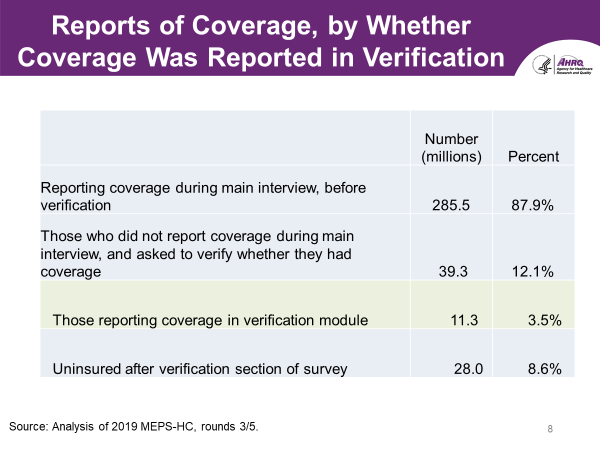 Reports of Coverage, by Whether
Coverage Was Reported in Verification
AHRQ
Agency for Healthcare
Research and Quality
Number
(millions) Percent
Reporting coverage during main interview, before
verification 285.5 87.9%
Those who did not report coverage during main
interview, and asked to verify whether they had
coverage 39.3 12.1%
Those reporting coverage in verification module 11.3 3.5%
Uninsured after verification section of survey 28.0 8.6%
Source: Analysis of 2019 MEPS-HC, rounds 3/5.
8